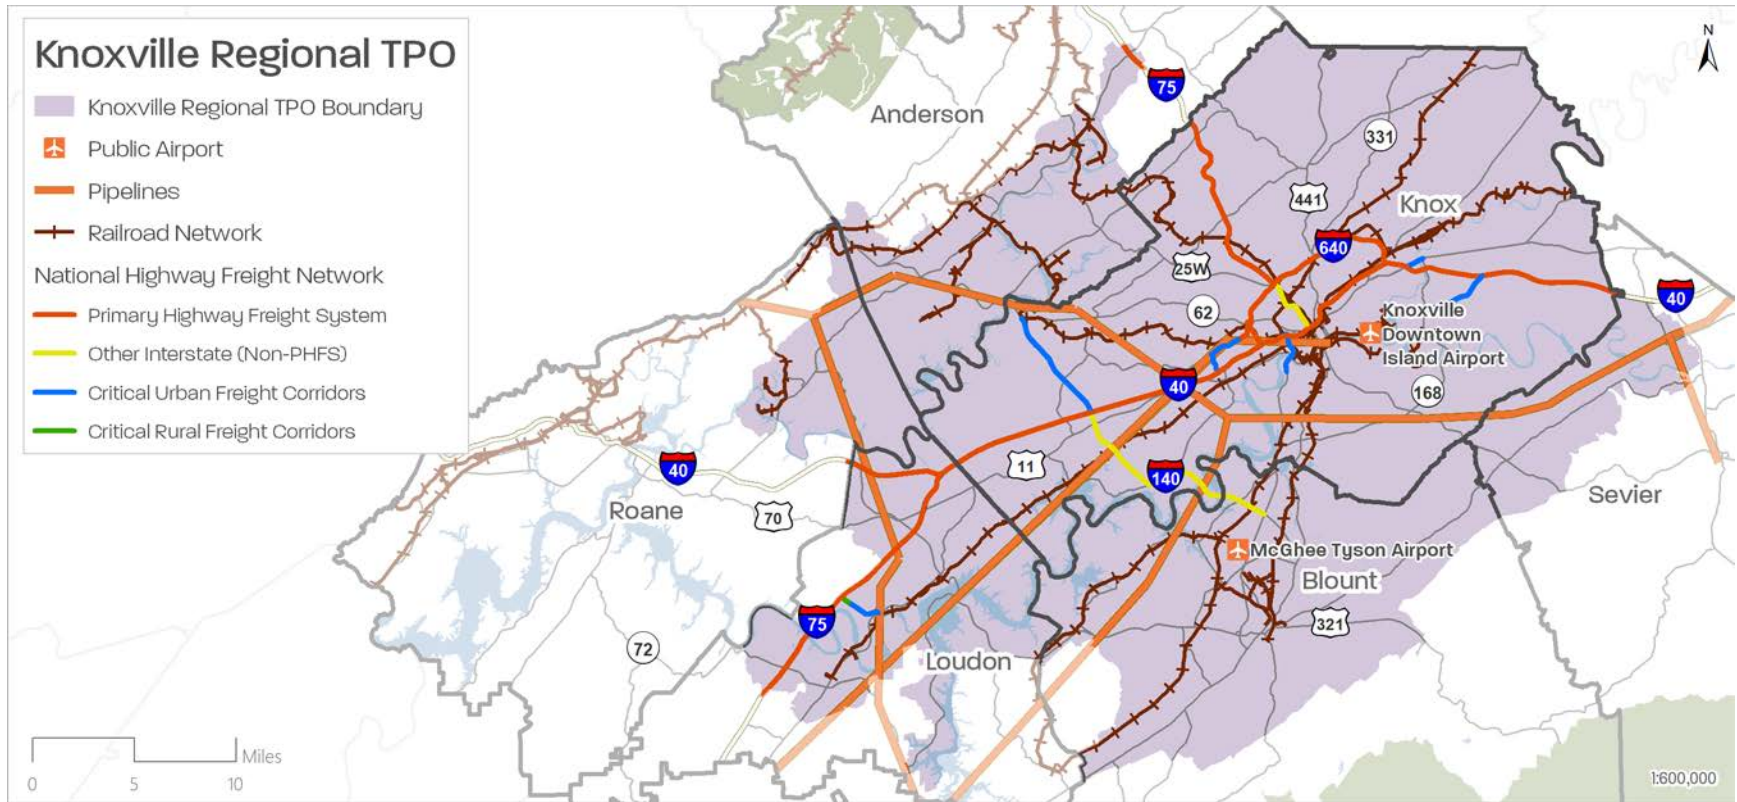 Knoxville Regional TPO
Knoxville Regional TPO Boundary
Public Airport
Pipelines
Railroad Network
National Highway Freight Network
Primary Highway Freight System
Other Interstate (Non-PHFS)
Critical Urban Freight Corridors
Critical Rural Freight Corridors
N
75
Anderson
331
441
Knox
640
25W
62
40
Knoxville
Downtown
Island Airport
40
168
11
40
140
Roane
70
Sevier
McGhee Tyson Airport
Blount
75
321
72
Loudon
Miles
0
5
10
1:600,000